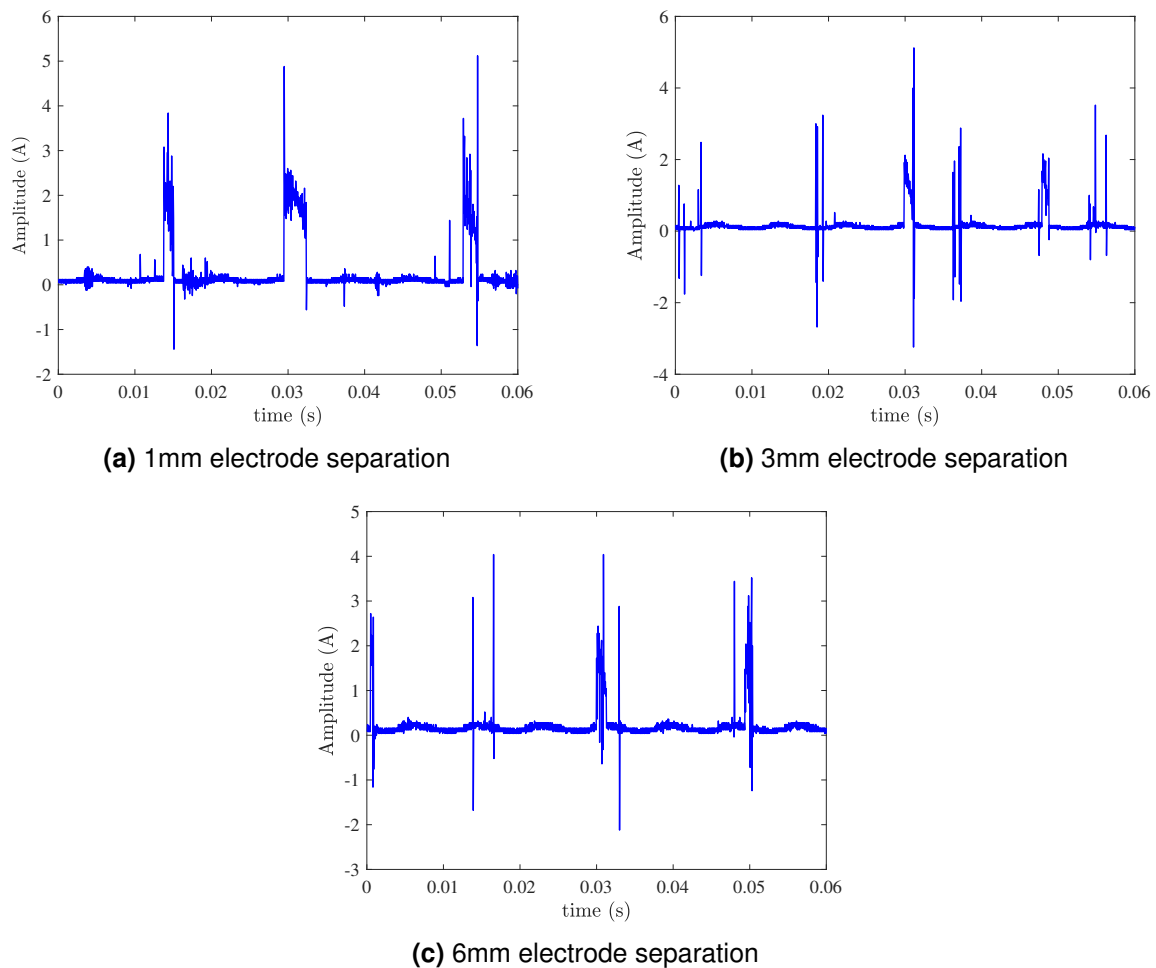 6
5
4
3
2
1
0
-1
-2
Amplitude (A)
0 0.01 0.02 0.03 0.04 0.05 0.06
time (s)
(a) 1mm electrode separation
6
4
2
0
-2
-4
Amplitude (A)
0 0.01 0.02 0.03 0.04 0.05 0.06
time (s)
(b) 3mm electrode separation
5
4
3
2
1
0
-1
-2
-3
Amplitude (A)
0 0.01 0.02 0.03 0.04 0.05 0.06
time (s)
(c) 6mm electrode separation